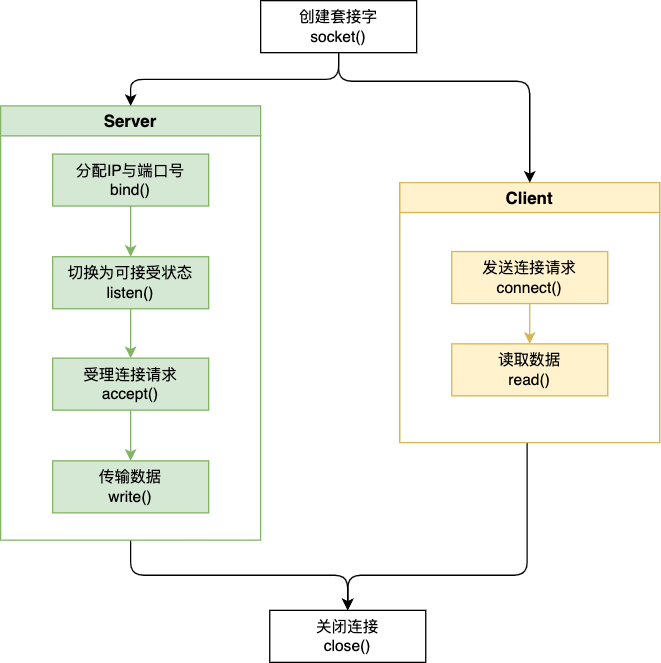 创建套接字
socket()
Server
分配IP与端口号
bind()
切换为可接受状态
listen()
受理连接请求
accept()
传输数据
write()
Client
发送连接请求
connect()
读取数据
read()
关闭连接
close()